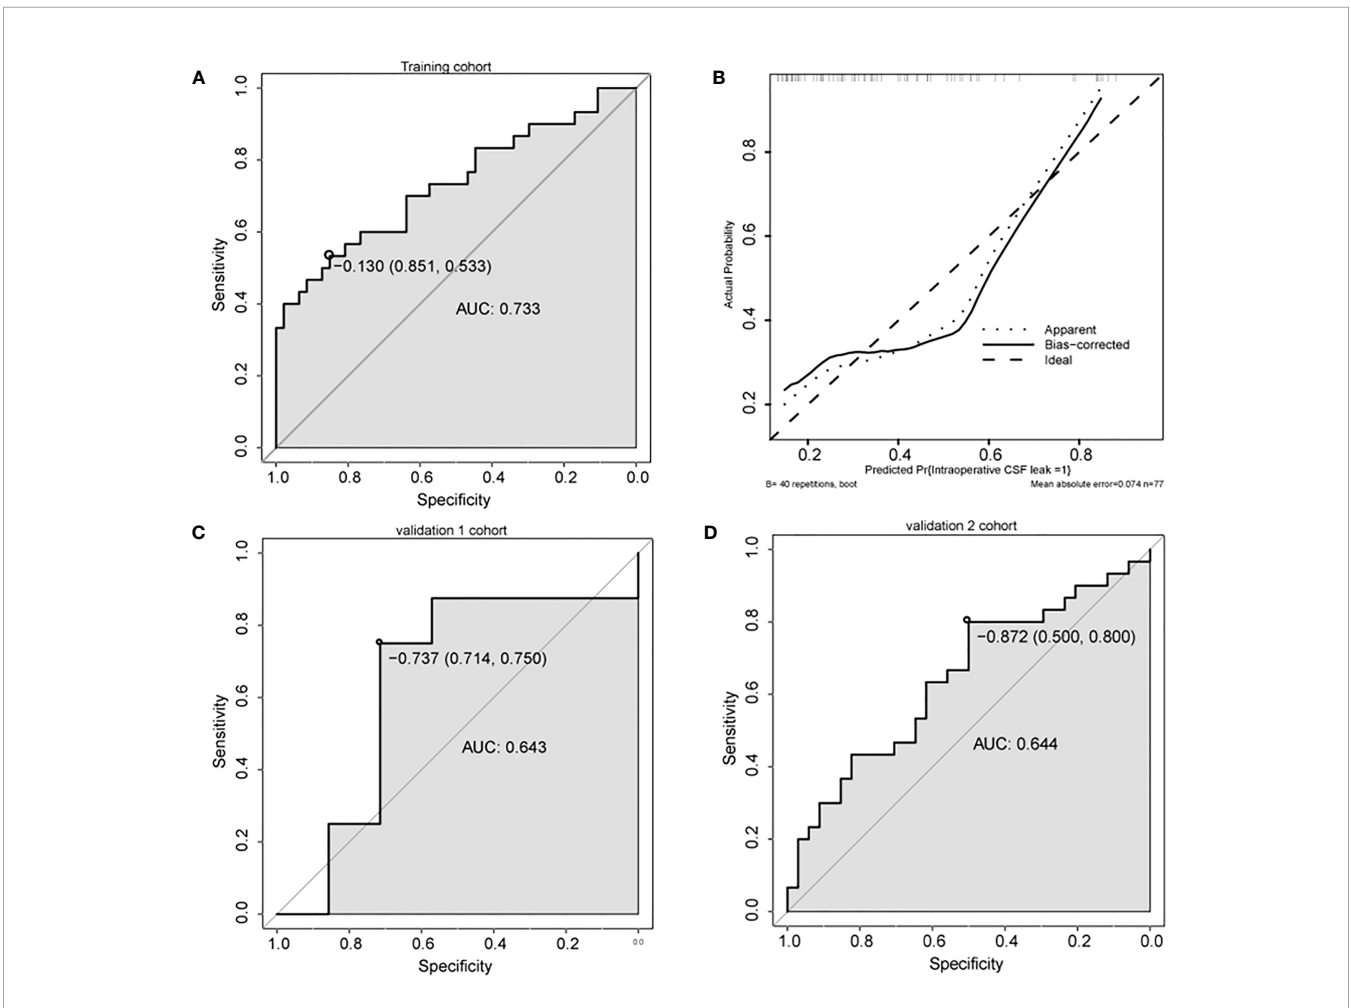 A
Training cohort
1.0
0.8
0.6
0.4
0.2
0.0
Sensitivity
−0.130 (0.851, 0.533)
AUC: 0.733
1.0 0.8 0.6 0.4 0.2 0.0
Specificity
B
0.8
0.6
0.4
0.2
Actual Probability
Apparent
Bias−corrected
Ideal
0.2 0.4 0.6 0.8
Predicted Pr{Intraoperative CSF leak =1}
B= 40 repetitions, boot
Mean absolute error=0.074 n=77
C
validation 1 cohort
1.0
0.8
0.6
0.4
0.2
0.0
Sensitivity
−0.737 (0.714, 0.750)
AUC: 0.643
1.0 0.8 0.6 0.4 0.2 0.0
Specificity
D
validation 2 cohort
1.0
0.8
0.6
0.4
0.2
0.0
Sensitivity
−0.872 (0.500, 0.800)
AUC: 0.644
1.0 0.8 0.6 0.4 0.2 0.0
Specificity